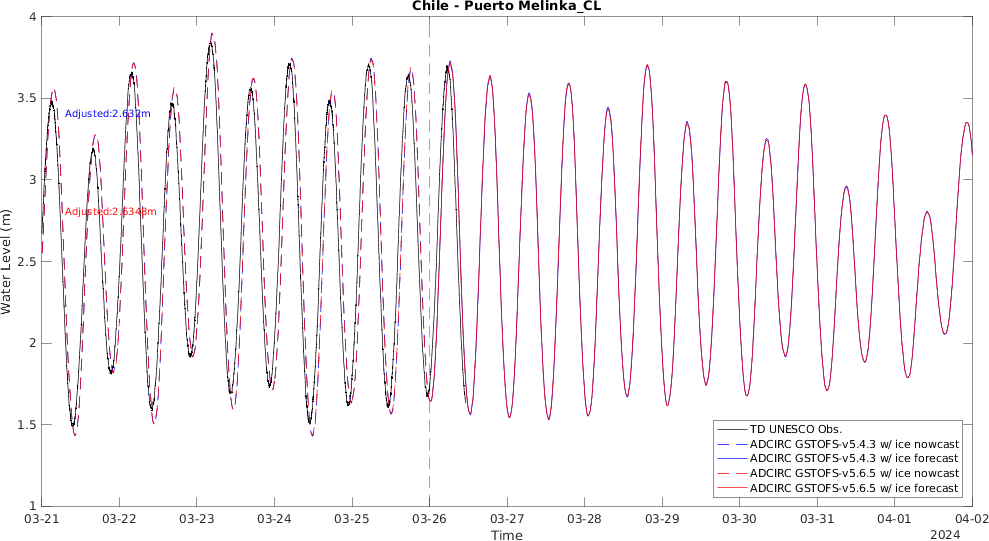 Chile - Puerto Melinka_CL
4
3.5
3
2.5
2
1.5
1
Water Level (m)
Adjusted:2.632m
Adjusted:2.6348m
TD UNESCO Obs.
ADCIRC GSTOFS-v5.4.3 w/ ice nowcast
ADCIRC GSTOFS-v5.4.3 w/ ice forecast
ADCIRC GSTOFS-v5.6.5 w/ ice nowcast
ADCIRC GSTOFS-v5.6.5 w/ ice forecast
03-21 03-22 03-23 03-24 03-25 03-26 03-27 03-28 03-29 03-30 03-31 04-01 04-02
Time
2024